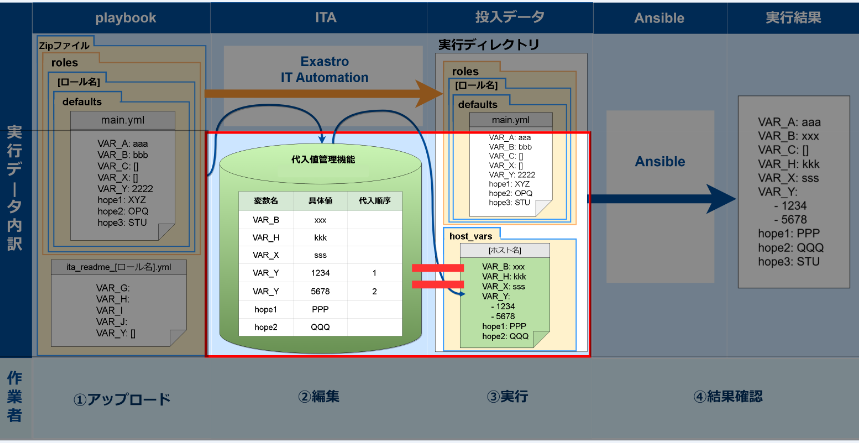 playbook
ITA
投入データ
Ansible
実行結果
実行データ内訳
Zipファイル
roles
[ロール名]
defaults
main.yml
VAR_A: aaa
VAR_B: bbb
VAR_C: []
VAR_X: []
VAR_Y: 2222
hope1: XYZ
hope2: OPQ
hope3: STU
ita_readme_[ロール名].yml
VAR_G:
VAR_H:
VAR_I
VAR_J:
VAR_Y: []
Exastro
IT Automation
代入値管理機能
変数名 具体値 代入順序
VAR_B xxx
VAR_H kkk
VAR_X sss
VAR_Y 1234 1
VAR_Y 5678 2
hope1 PPP
hope2 QQQ
実行ディレクトリ
roles
[ロール名]
defaults
main.yml
VAR_A: aaa
VAR_B: bbb
VAR_C: []
VAR_X: []
VAR_Y: 2222
hope1: XYZ
hope2: OPQ
hope3: STU
host_vars
[ホスト名]
VAR_B: xxx
VAR_H: kkk
VAR_X: sss
VAR_Y:
- 1234
- 5678
hope1: PPP
hope2: QQQ
Ansible
VAR_A: aaa
VAR_B: xxx
VAR_C: []
VAR_H: kkk
VAR_X: sss
VAR_Y:
- 1234
- 5678
hope1: PPP
hope2: QQQ
hope3: STU
作業者
①アップロード
②編集
③実行
④結果確認